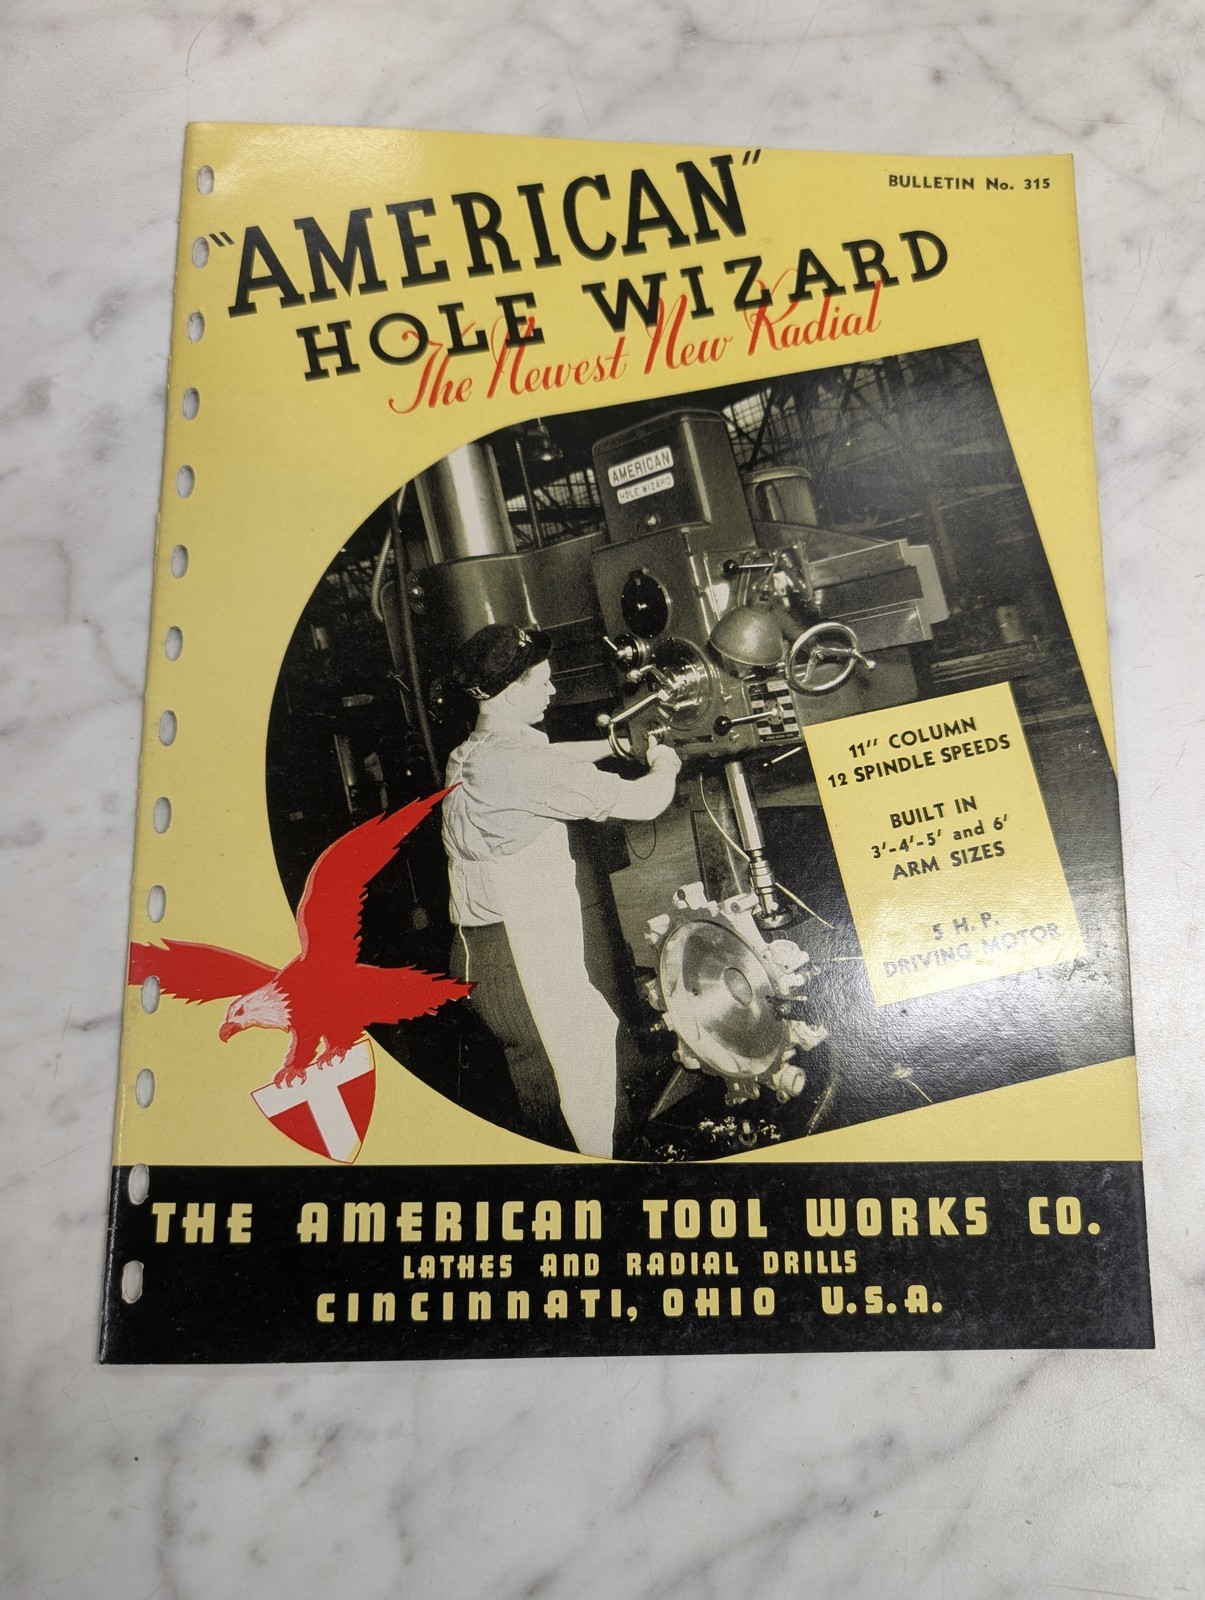 BULLETIN No. 315
"AMERICAN"
HOLE WIZARD
The Newest New Radial
AMERICAN
HOLE WIZARD
11" COLUMN
12 SPINDLE SPEEDS
BUILT IN
3'-4'-5' and 6'
ARM SIZES
5 H.P.
DRIVING MOTOR
T
THE AMERICAN TOOL WORKS CO.
LATHES AND RADIAL DRILLS
CINCINNATI, OHIO U.S.A.